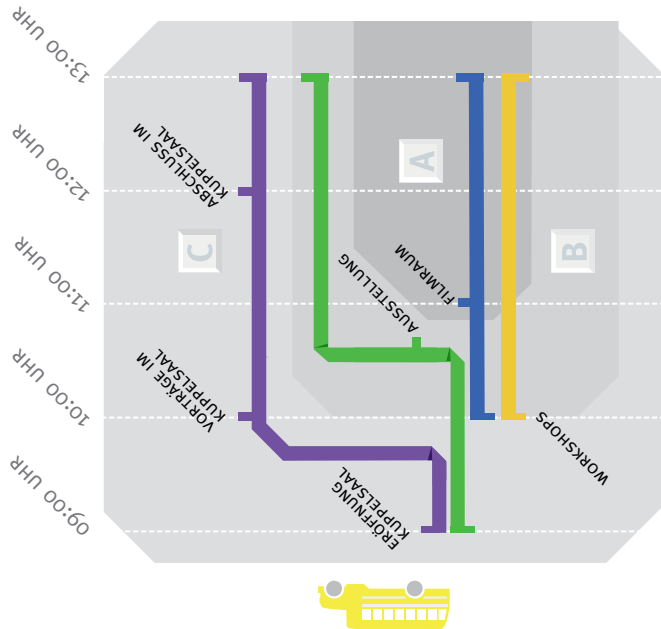 13:00 UHR
12:00 UHR
11:00 UHR
10:00 UHR
09:00 UHR
ABSCHLUSS IM
KUPPELSAAL
VORTRÄGE IM
KUPPELSAAL
ERÖFFNUNG
KUPPELSAAL
AUSSTELLUNG
FILMRAUM
WORKSHOPS
A
B
C